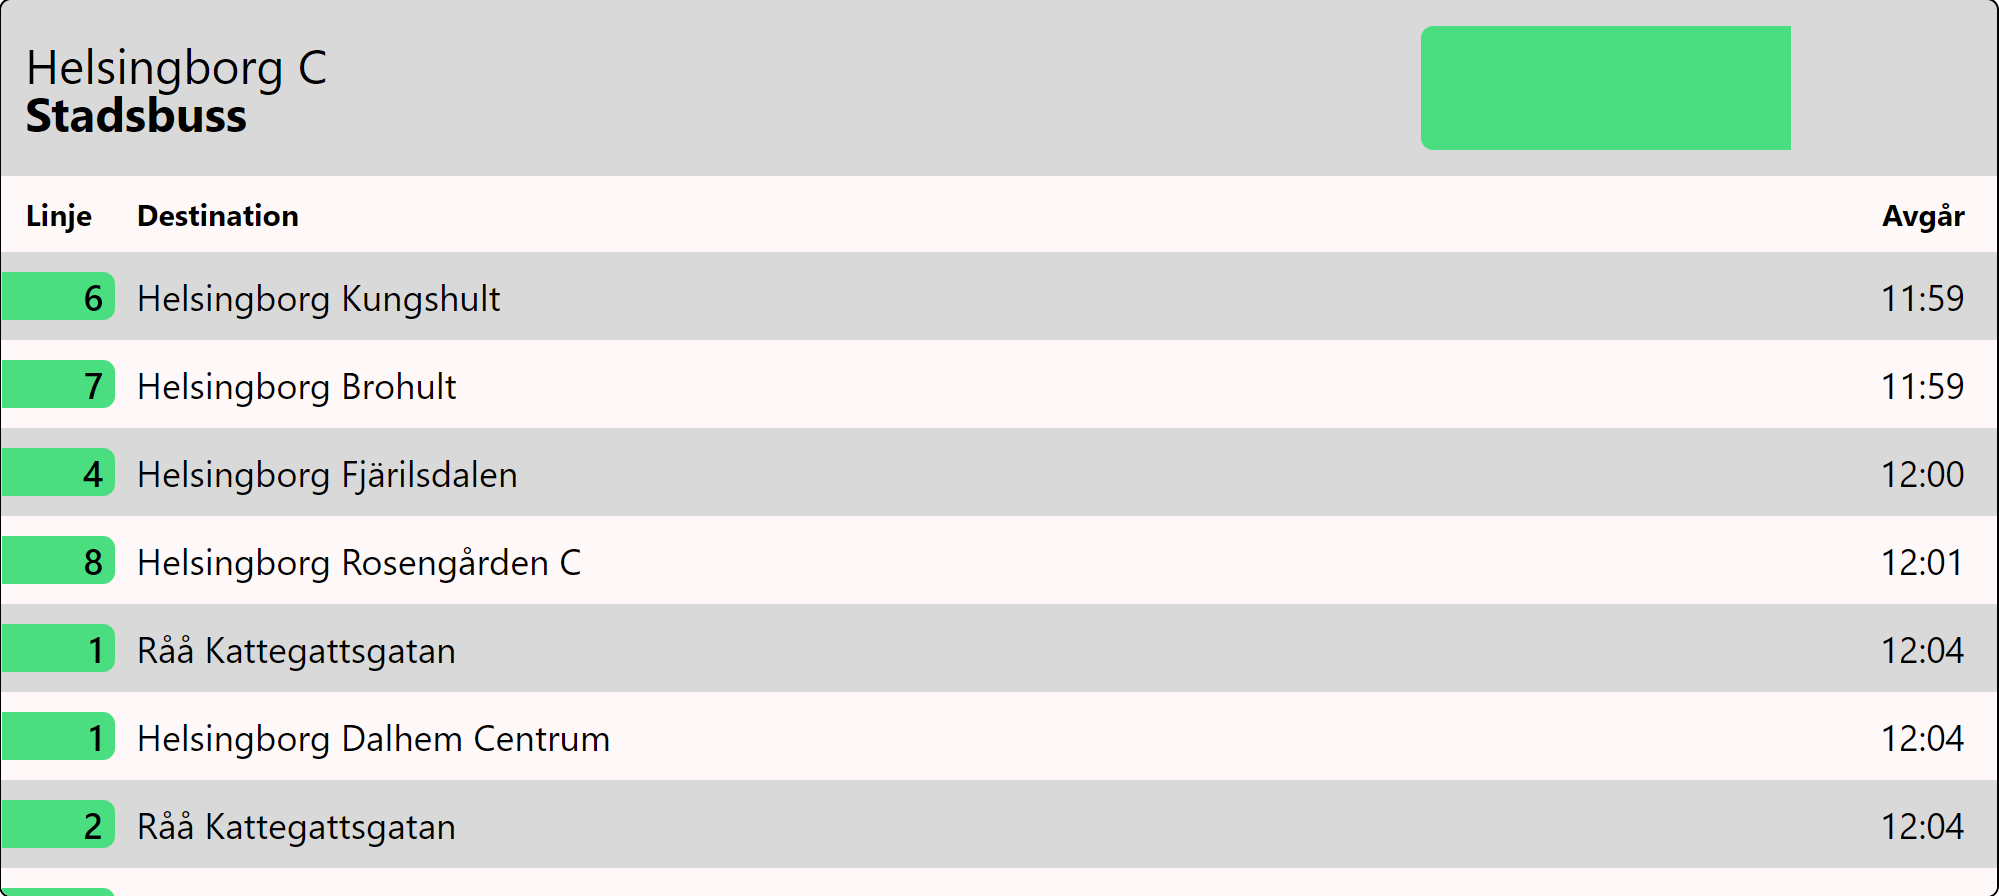 Helsingborg C
Stadsbuss
Linje Destination Avgår
6 Helsingborg Kungshult 11:59
7 Helsingborg Brohult 11:59
4 Helsingborg Fjärilsdalen 12:00
8 Helsingborg Rosengården C 12:01
1 Råå Kattegattsgatan 12:04
1 Helsingborg Dalhem Centrum 12:04
2 Råå Kattegattsgatan 12:04